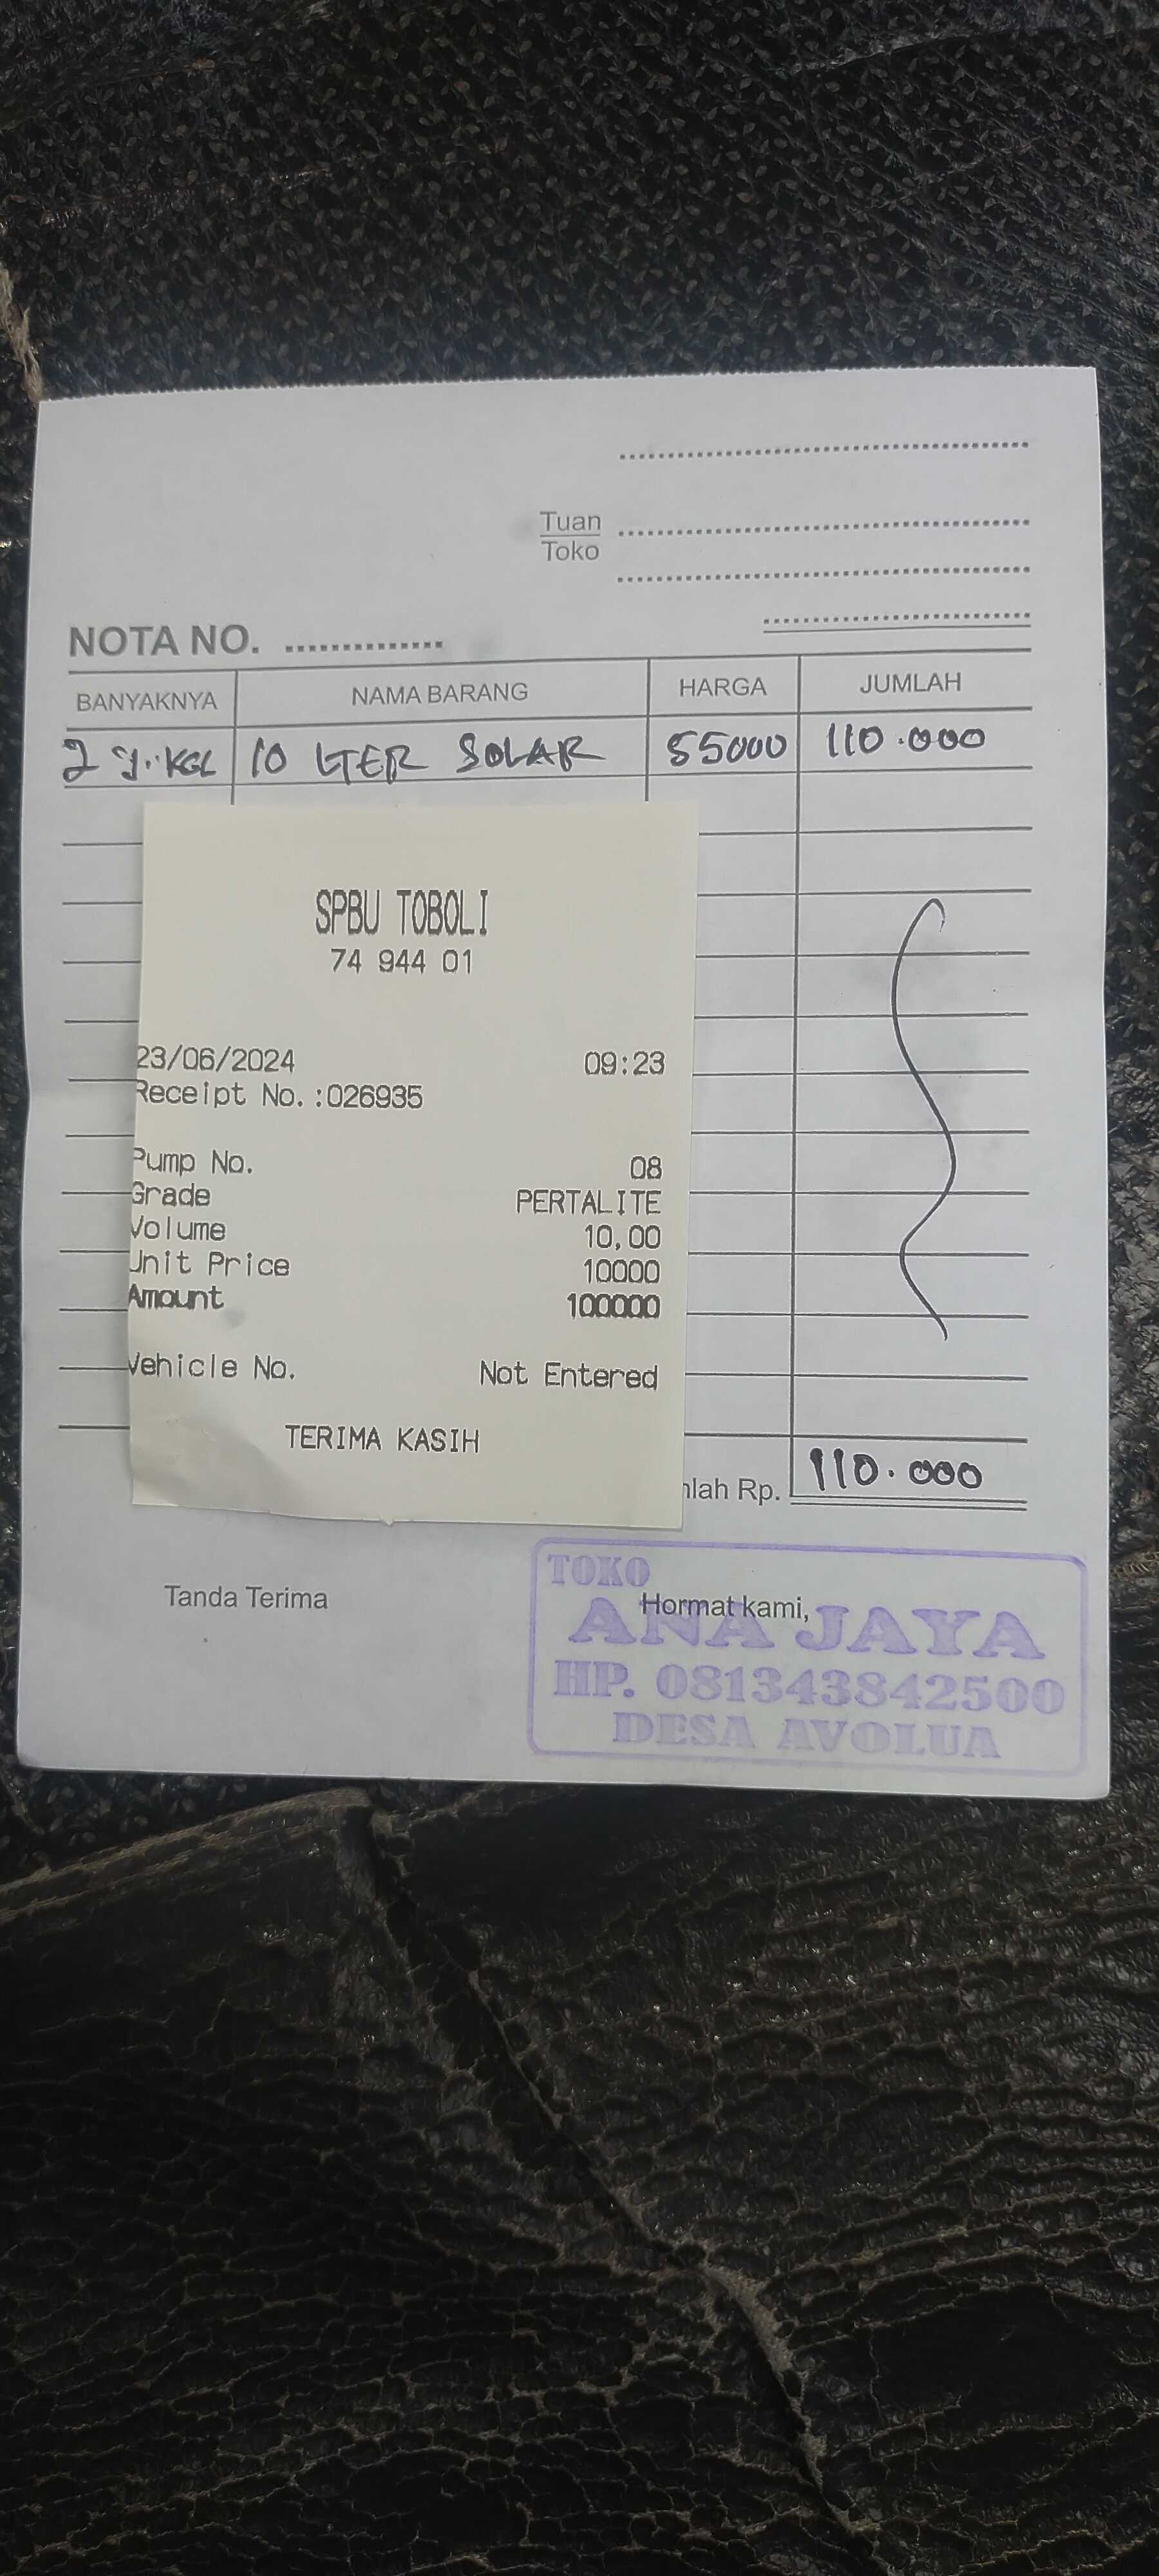 Tuan
Toko
NOTA NO.
BANYAKNYA NAMA BARANG HARGA JUMLAH
2 10 LTER SOLAR 55000 110.000
SPBU TOBOLI
74 944 01
23/06/2024 09:23
Receipt No.:026935
Pump No. 08
Grade PERTALITE
Volume 10,00
Unit Price 10000
Amount 100000
Vehicle No. Not Entered
TERIMA KASIH
mlah Rp. 110.000
Tanda Terima Hormat kami,
TOKO
ANA JAYA
HP. 081343842500
DESA AVOLUA